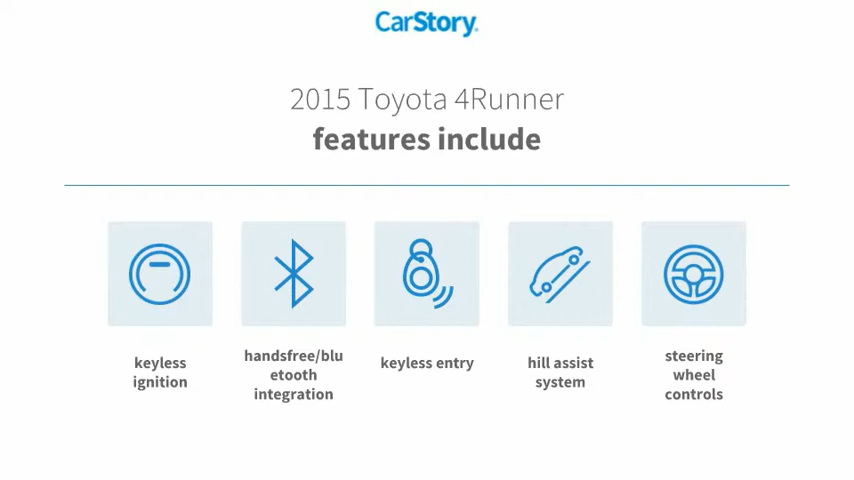 CarStory
2015 Toyota 4Runner
features include
keyless
ignition
handsfree/blu
etooth
integration
keyless entry
hill assist
system
steering
wheel
controls